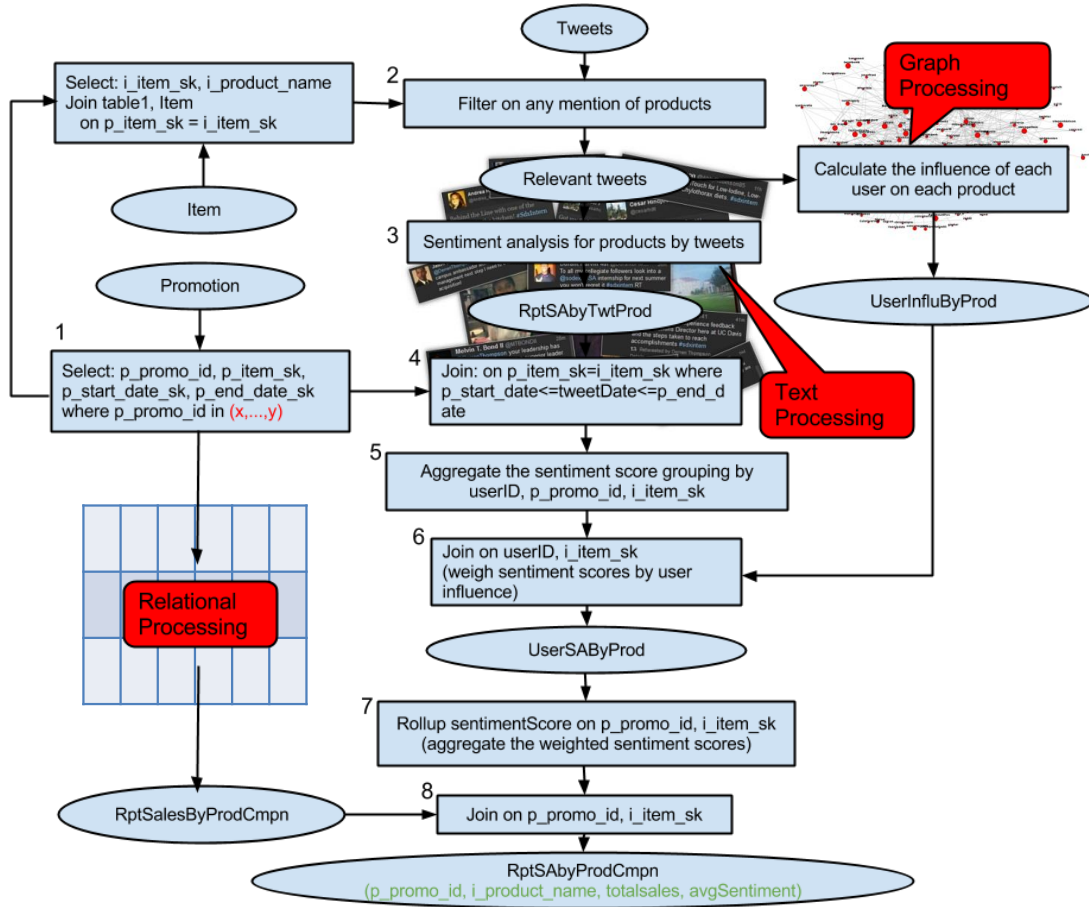 Tweets
2
Select: i_item_sk, i_product_name
Join table1, Item
on p_item_sk = i_item_sk
Filter on any mention of products
Graph
Processing
Relevant tweets
Calculate the influence of each
user on each product
Item
3
Sentiment analysis for products by tweets
Promotion
RptSAbyTwtProd
UserInfluByProd
1
Select: p_promo_id, p_item_sk,
p_start_date_sk, p_end_date_sk
where p_promo_id in (x,...,y)
4
Join: on p_item_sk=i_item_sk where
p_start_date<=tweetDate<=p_end_d
ate
Text
Processing
5
Aggregate the sentiment score grouping by
userID, p_promo_id, i_item_sk
6
Join on userID, i_item_sk
(weigh sentiment scores by user
influence)
Relational
Processing
UserSAByProd
7
Rollup sentimentScore on p_promo_id, i_item_sk
(aggregate the weighted sentiment scores)
8
RptSalesByProdCmpn
Join on p_promo_id, i_item_sk
RptSAbyProdCmpn
(p_promo_id, i_product_name, totalsales, avgSentiment)